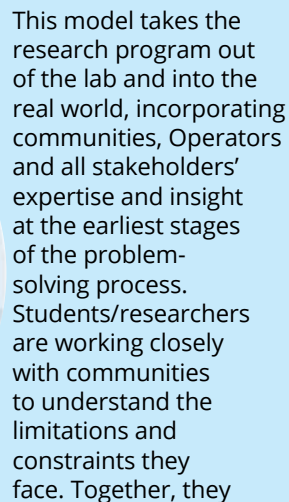 This model takes the
research program out
of the lab and into the
real world, incorporating
communities, Operators
and all stakeholders’
expertise and insight
at the earliest stages
of the problem-
solving process.
Students/researchers
are working closely
with communities
to understand the
limitations and
constraints they
face. Together, they